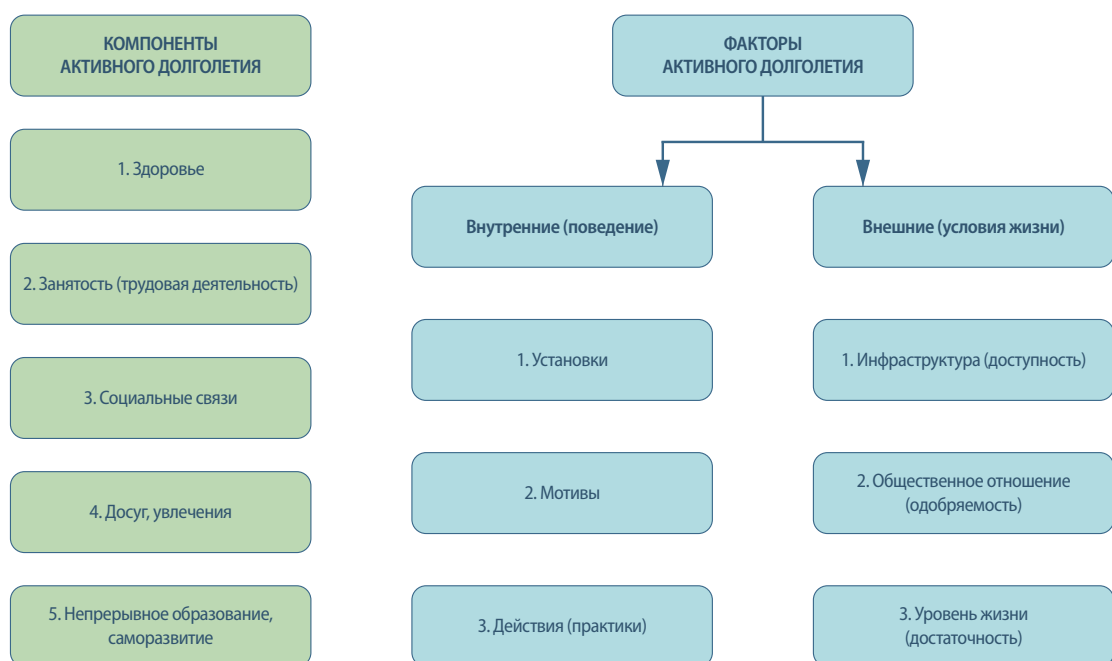 КОМПОНЕНТЫ
АКТИВНОГО ДОЛГОЛЕТИЯ
1. Здоровье
2. Занятость (трудовая деятельность)
3. Социальные связи
4. Досуг, увлечения
5. Непрерывное образование,
саморазвитие
ФАКТОРЫ
АКТИВНОГО ДОЛГОЛЕТИЯ
Внутренние (поведение)
1. Установки
2. Мотивы
3. Действия (практики)
Внешние (условия жизни)
1. Инфраструктура (доступность)
2. Общественное отношение
(одобряемость)
3. Уровень жизни
(достаточность)